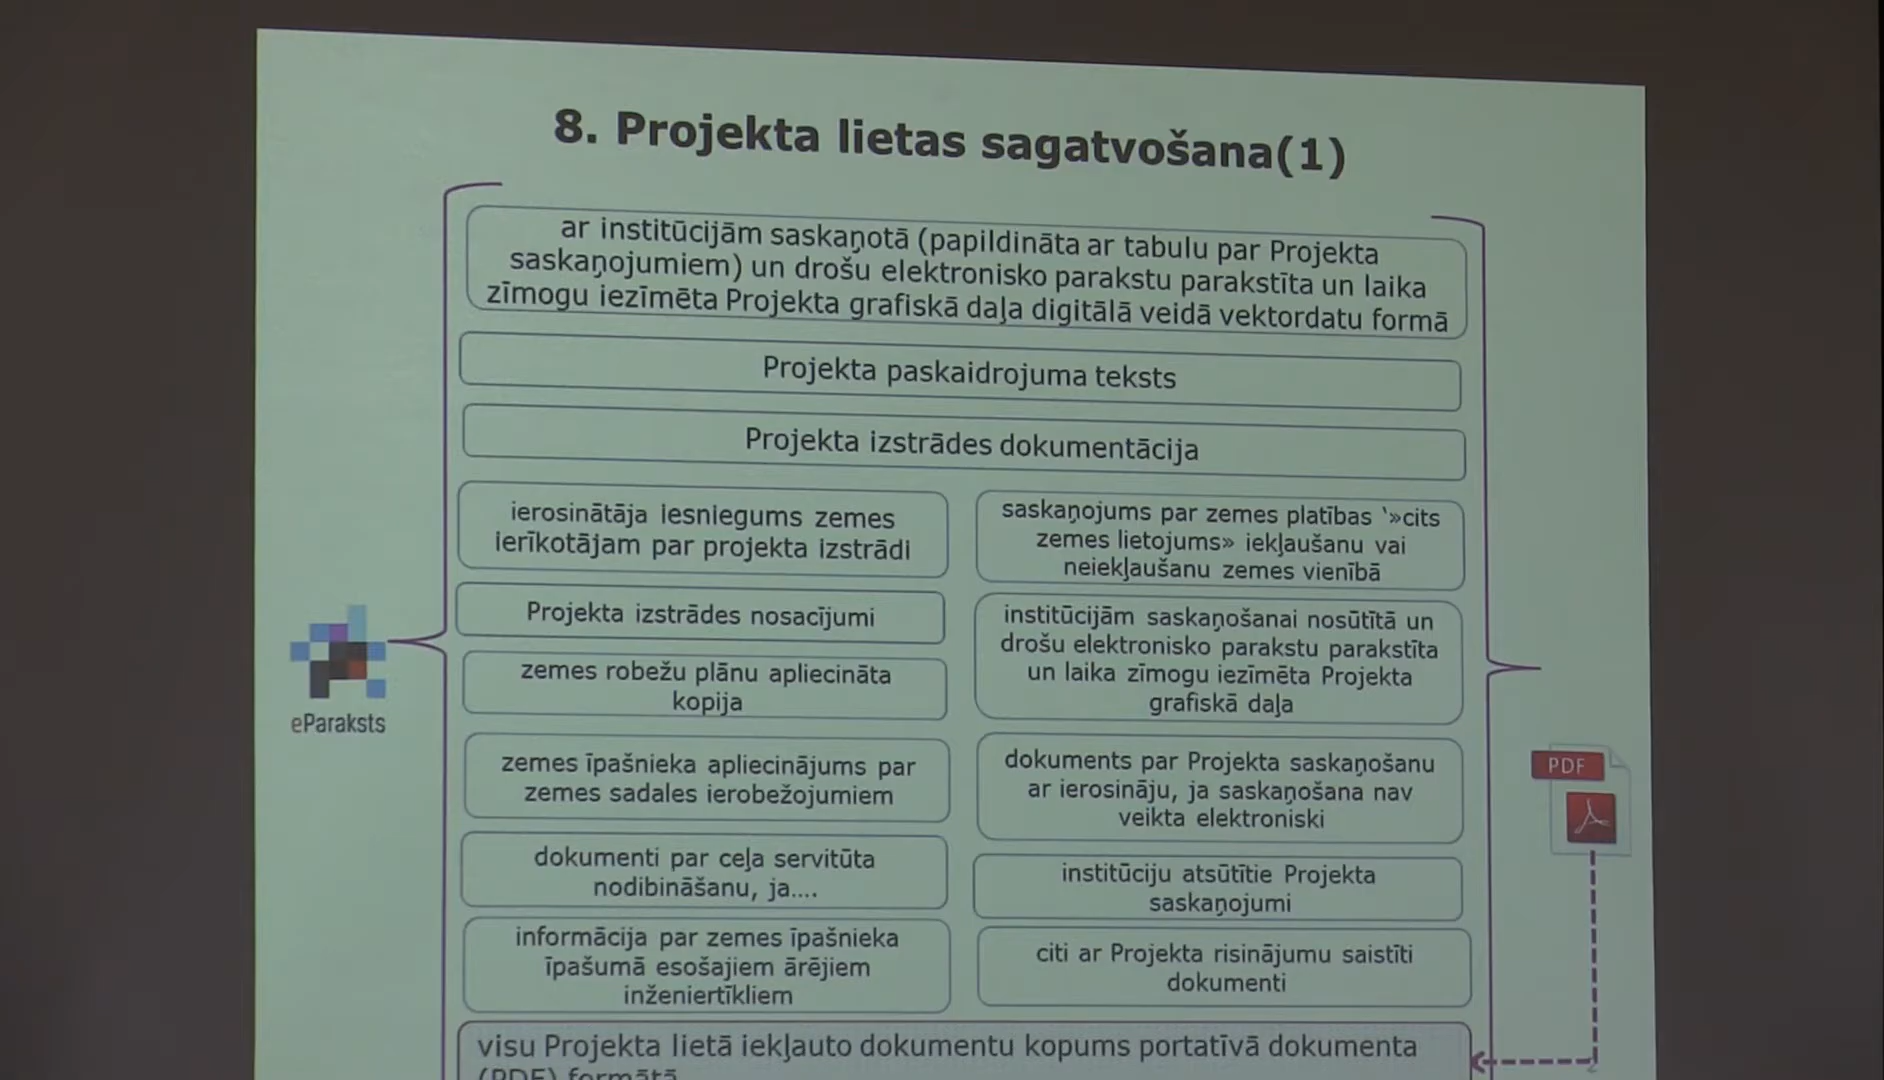 8. Projekta lietas sagatvošana(1)
ar institūcijām saskaņotā (papildināta ar tabulu par Projekta
saskaņojumiem) un drošu elektronisko parakstu parakstīta un laika
zīmogu iezīmēta Projekta grafiskā daļa digitālā veidā vektordatu formā
Projekta paskaidrojuma teksts
Projekta izstrādes dokumentācija
ierosinātāja iesniegums zemes
ierīkotājam par projekta izstrādi
Projekta izstrādes nosacījumi
zemes robežu plānu apliecināta
kopija
zemes īpašnieka apliecinājums par
zemes sadales ierobežojumiem
dokumenti par ceļa servitūta
nodibināšanu, ja....
informācija par zemes īpašnieka
īpašumā esošajiem ārējiem
inženiertīkliem
saskaņojums par zemes platības '»cits
zemes lietojums» iekļaušanu vai
neiekļaušanu zemes vienībā
institūcijām saskaņošanai nosūtītā un
drošu elektronisko parakstu parakstīta
un laika zīmogu iezīmēta Projekta
grafiskā daļa
dokuments par Projekta saskaņošanu
ar ierosināju, ja saskaņošana nav
veikta elektroniski
institūciju atsūtītie Projekta
saskaņojumi
citi ar Projekta risinājumu saistīti
dokumenti
visu Projekta lietā iekļauto dokumentu kopums portatīvā dokumenta
(PDF) formātā
eParaksts
PDF